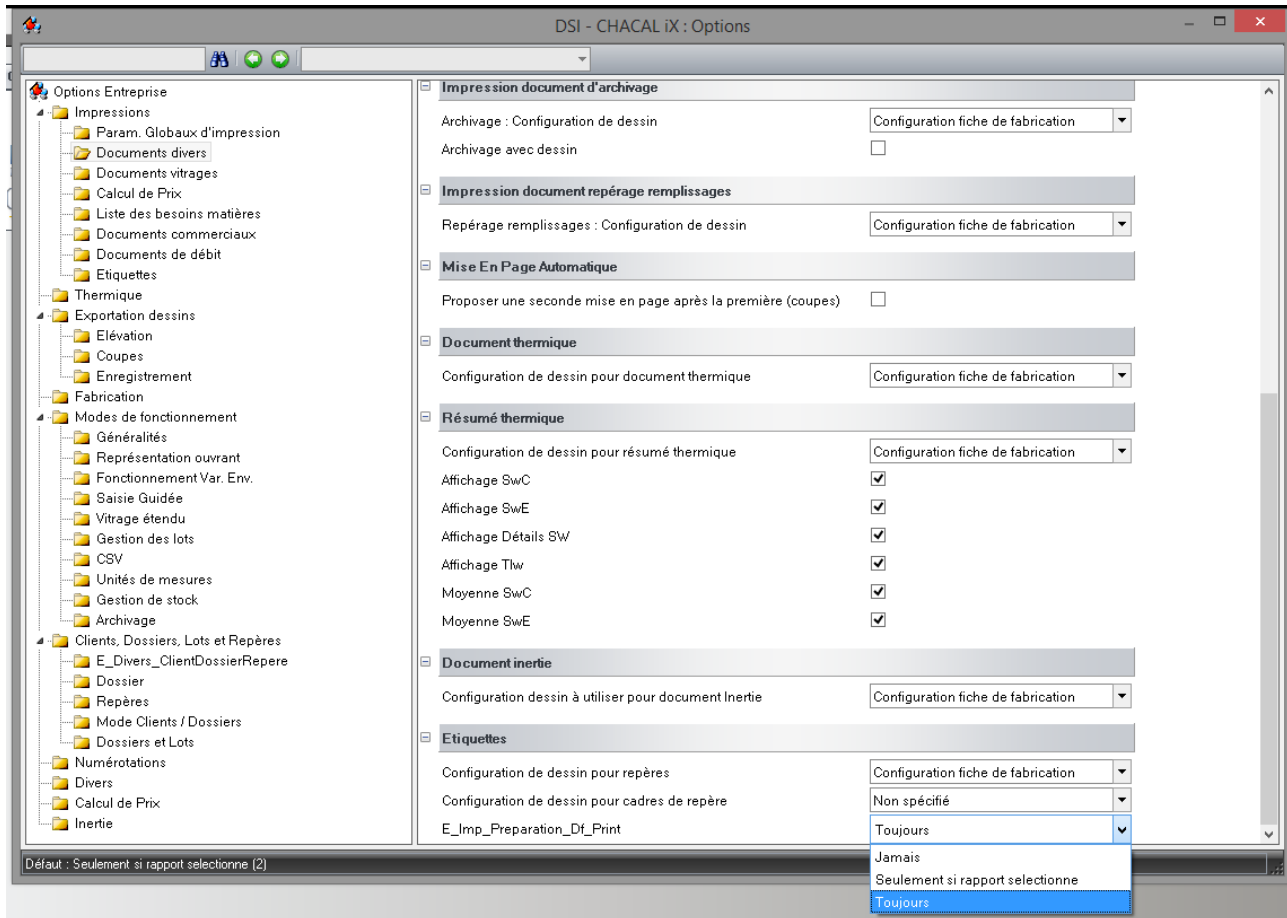 DSI - CHACAL iX : Options
Options Entreprise
Impressions
Param. Globaux d'impression
Documents divers
Documents vitrages
Calcul de Prix
Liste des besoins matières
Documents commerciaux
Documents de débit
Etiquettes
Thermique
Exportation dessins
Elévation
Coupes
Enregistrement
Fabrication
Modes de fonctionnement
Généralités
Représentation ouvrant
Fonctionnement Var. Env.
Saisie Guidée
Vitrage étendu
Gestion des lots
CSV
Unités de mesures
Gestion de stock
Archivage
Clients, Dossiers, Lots et Repères
E_Divers_ClientDossierRepere
Dossier
Repères
Mode Clients / Dossiers
Dossiers et Lots
Numérotations
Divers
Calcul de Prix
Inertie
Impression document d'archivage
Archivage : Configuration de dessin Configuration fiche de fabrication
Archivage avec dessin
Impression document repérage remplissages
Repérage remplissages : Configuration de dessin Configuration fiche de fabrication
Mise En Page Automatique
Proposer une seconde mise en page après la première (coupes)
Document thermique
Configuration de dessin pour document thermique Configuration fiche de fabrication
Résumé thermique
Configuration de dessin pour résumé thermique Configuration fiche de fabrication
Affichage SwC
Affichage SwE
Affichage Détails SW
Affichage Tlw
Moyenne SwC
Moyenne SwE
Document inertie
Configuration dessin à utiliser pour document Inertie Configuration fiche de fabrication
Etiquettes
Configuration de dessin pour repères Configuration fiche de fabrication
Configuration de dessin pour cadres de repère Non spécifié
E_Imp_Preparation_Df_Print Toujours
Jamais
Seulement si rapport selectionne
Toujours
Défaut : Seulement si rapport selectionne (2)